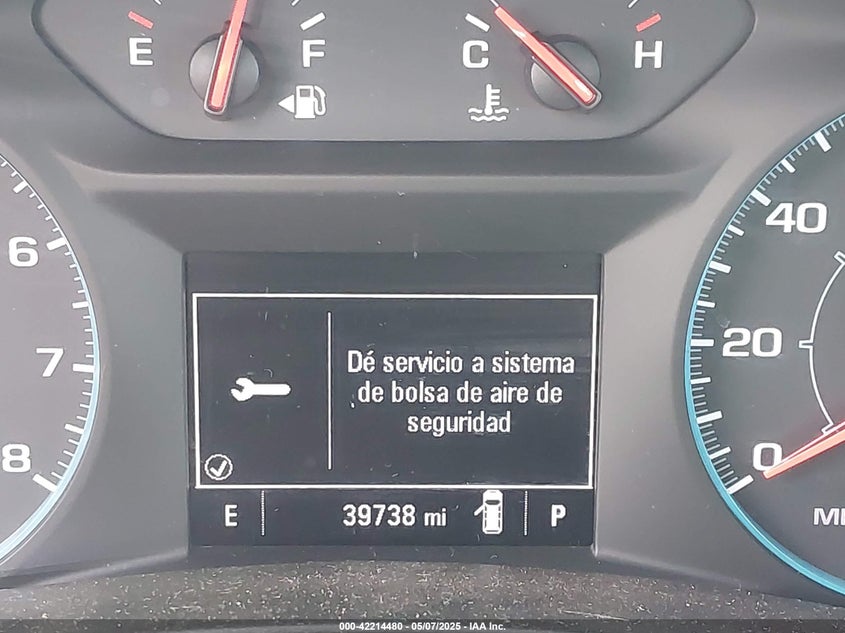 E F C H
6
7
8
40
20
0
Dé servicio a sistema
de bolsa de aire de
seguridad
E 39738 mi P
000-42214480 - 05/07/2025 - IAA Inc.